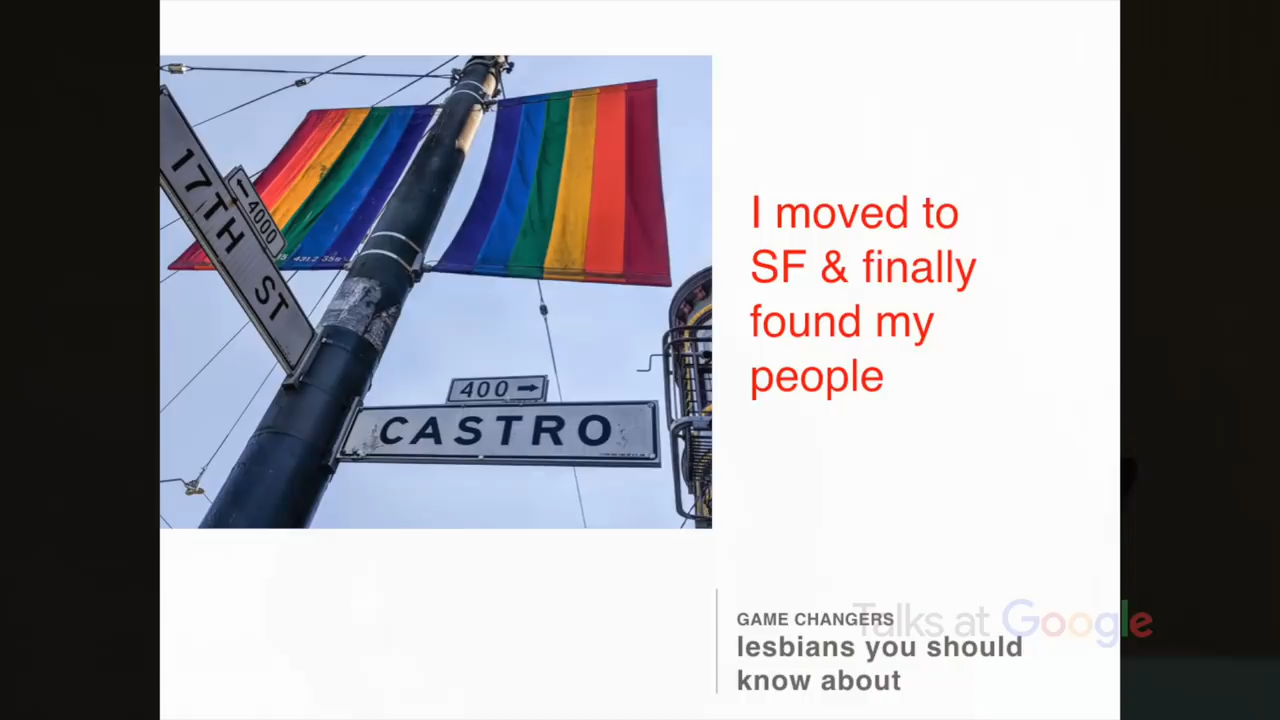 17TH ST
4000
400
CASTRO
I moved to
SF & finally
found my
people
GAME CHANGERS
lesbians you should
know about
Talks at Google